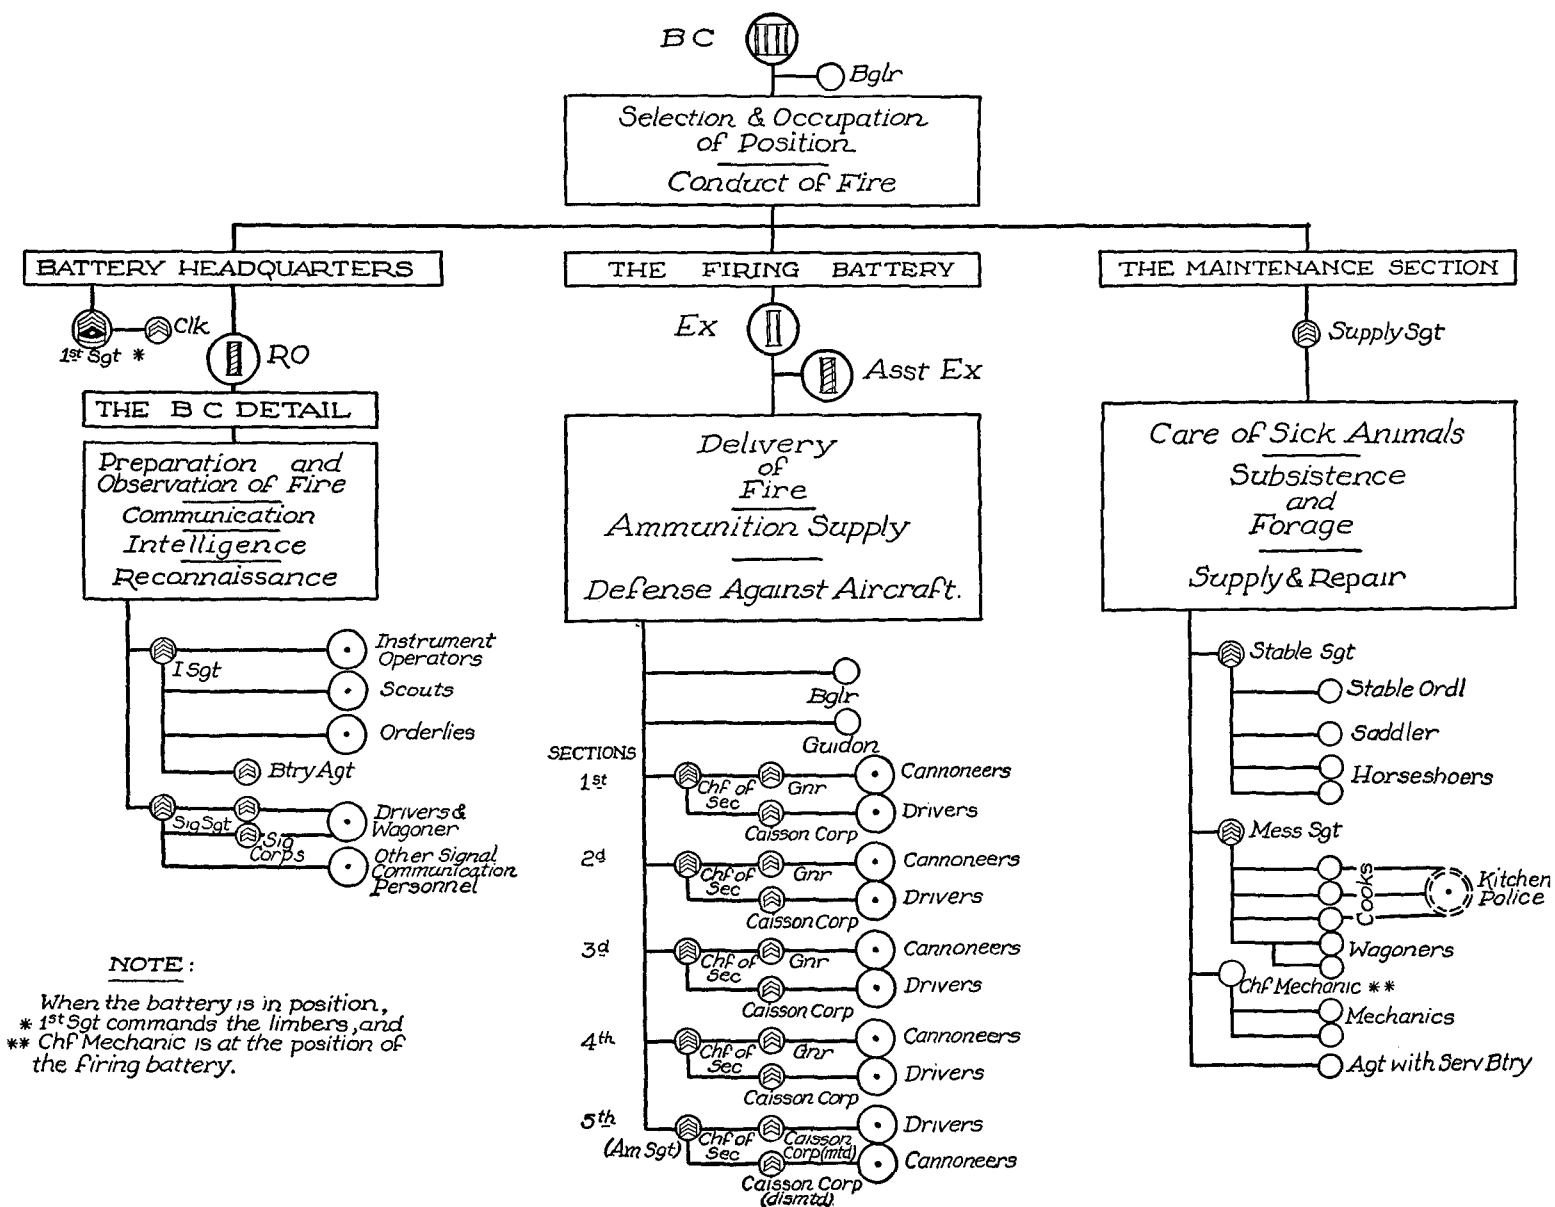 BC
Bglr
Selection & Occupation
of Position
Conduct of Fire
BATTERY HEADQUARTERS
1st Sgt *
Clk
RO
THE BC DETAIL
Preparation and
Observation of Fire
Communication
Intelligence
Reconnaissance
I Sgt
Instrument
Operators
Scouts
Orderlies
Btry Agt
Sig Sgt
Sig
Corps
Drivers &
Wagoner
Other Signal
Communication
Personnel
NOTE:
When the battery is in position,
* 1st Sgt commands the limbers, and
** Chf Mechanic is at the position of
the firing battery.
THE FIRING BATTERY
Ex
Asst Ex
Delivery
of
Fire
Ammunition Supply
Defense Against Aircraft.
Bglr
Guidon
SECTIONS
1st
Chf of
Sec
Gnr
Cannoneers
Caisson Corp
Drivers
2d
Chf of
Sec
Gnr
Cannoneers
Caisson Corp
Drivers
3d
Chf of
Sec
Gnr
Cannoneers
Caisson Corp
Drivers
4th
Chf of
Sec
Gnr
Cannoneers
Caisson Corp
Drivers
5th
(Am Sgt)
Chf of
Sec
Caisson
Corp (mtd)
Drivers
Caisson Corp
(dismtd).
Cannoneers
THE MAINTENANCE SECTION
Supply Sgt
Care of Sick Animals
Subsistence
and
Forage
Supply & Repair
Stable Sgt
Stable Ordl
Saddler
Horseshoers
Mess Sgt
Cooks
Kitchen
Police
Wagoners
Chf Mechanic **
Mechanics
Agt with Serv Btry